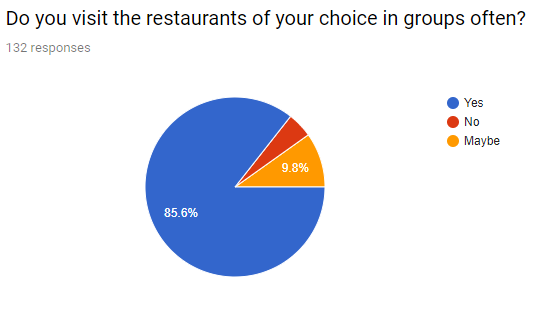 Do you visit the restaurants of your choice in groups often?
132 responses
Yes
No
Maybe
9.8%
85.6%